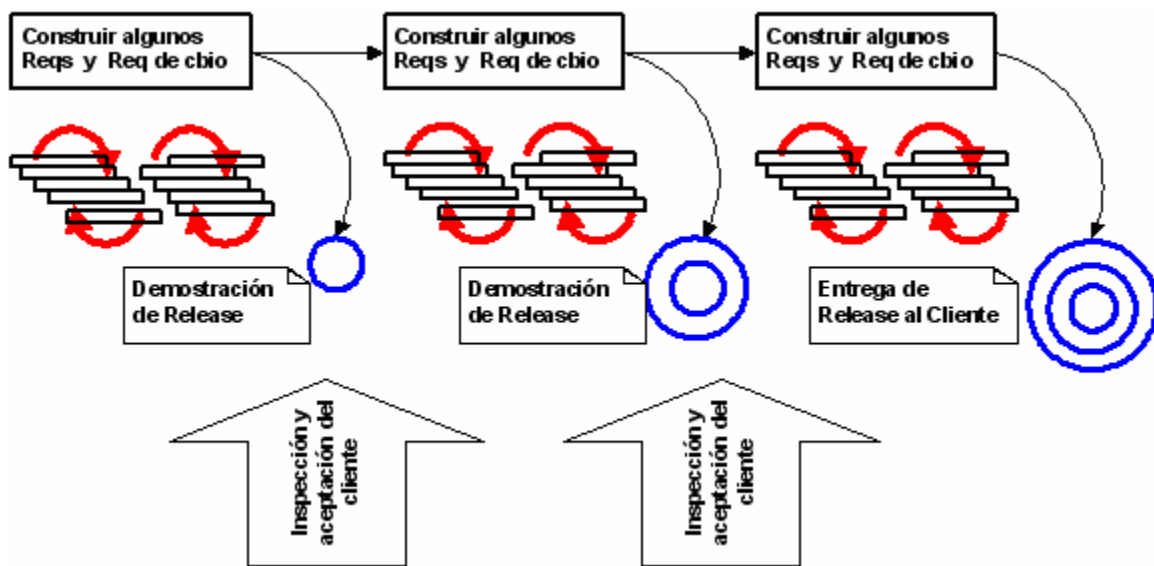 Construir algunos
Reqs y Req de cbio
Construir algunos
Reqs y Req de cbio
Construir algunos
Reqs y Req de cbio
Demostración
de Release
Demostración
de Release
Entrega de
Release al Cliente
Inspección y
aceptación del
cliente
Inspección y
aceptación del
cliente